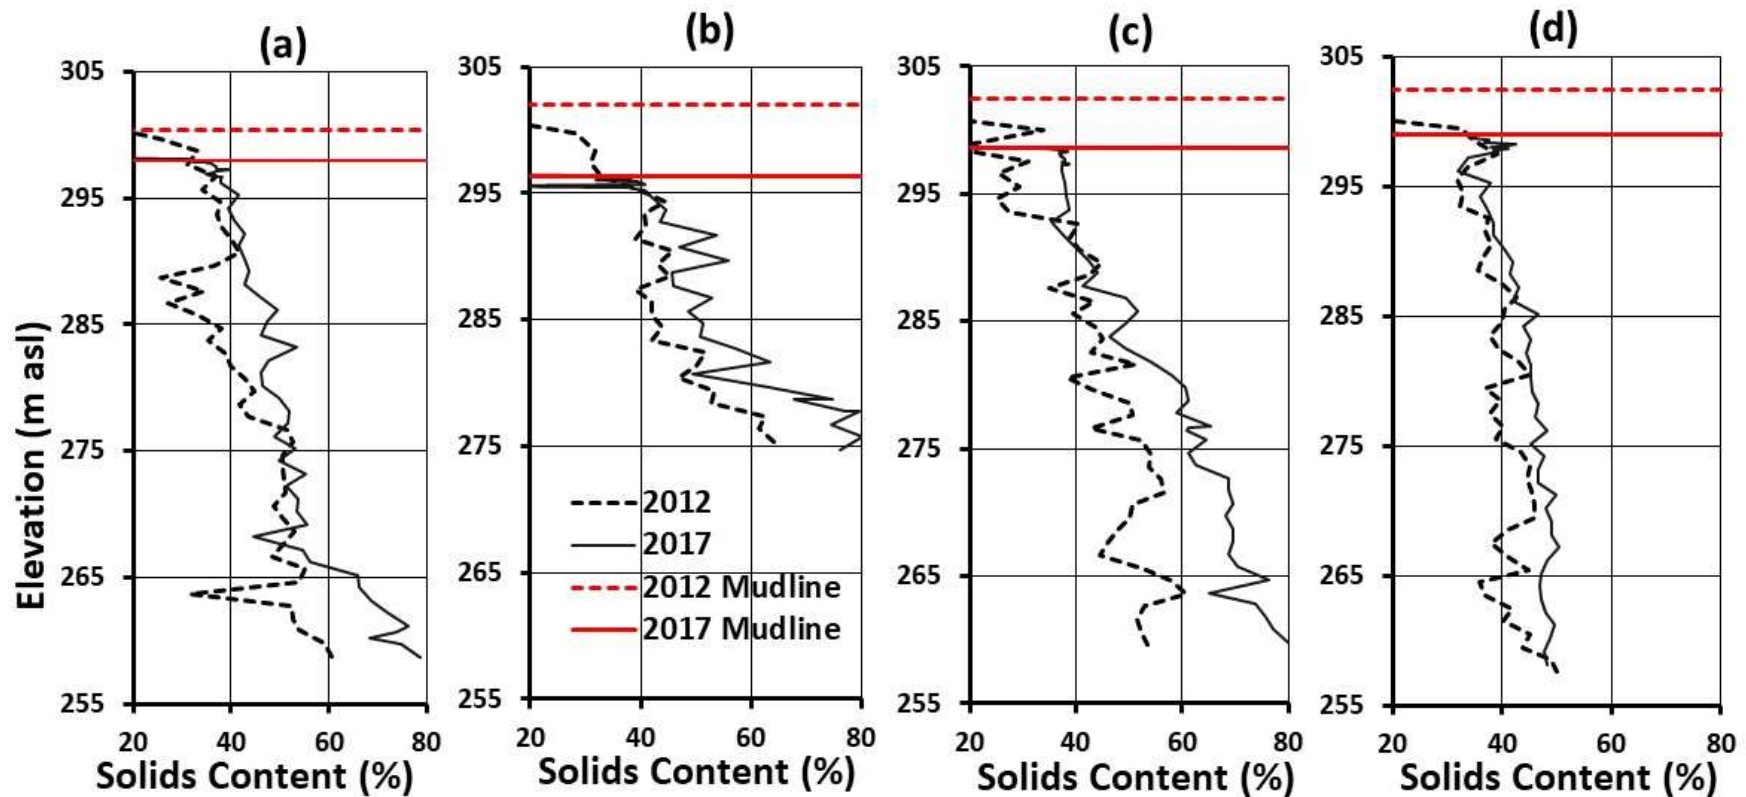 (a)
(b)
(c)
(d)
Elevation (m asl)
305
295
285
275
265
255
20 40 60 80
Solids Content (%)
305
295
285
275
265
255
20 40 60 80
Solids Content (%)
2012
2017
2012 Mudline
2017 Mudline
305
295
285
275
265
255
20 40 60 80
Solids Content (%)
305
295
285
275
265
255
20 40 60 80
Solids Content (%)